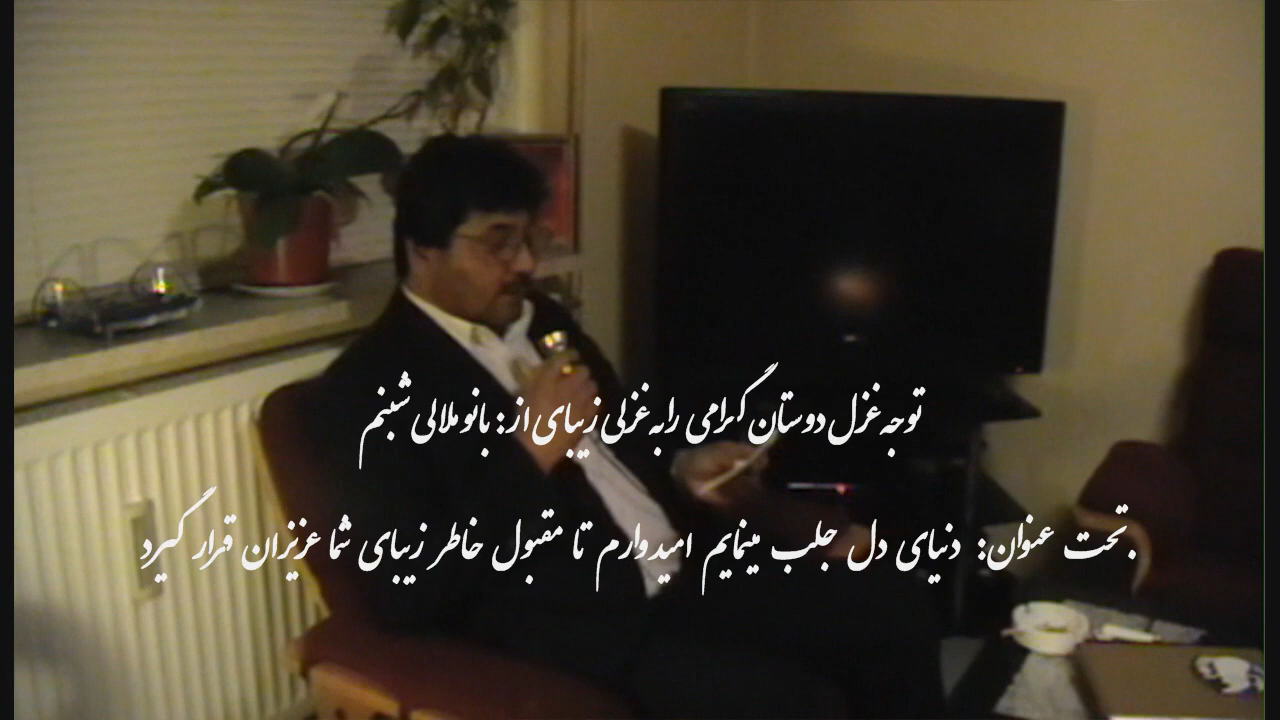 توجه غزل دوستان گرامی را به غزلی زیبای از: بانو ملالی شبنم
.تحت عنوان: دنیای دل جلب مینمایم امیدوارم تا مقبول خاطر زیبای شما عزیزان قرار گیرد